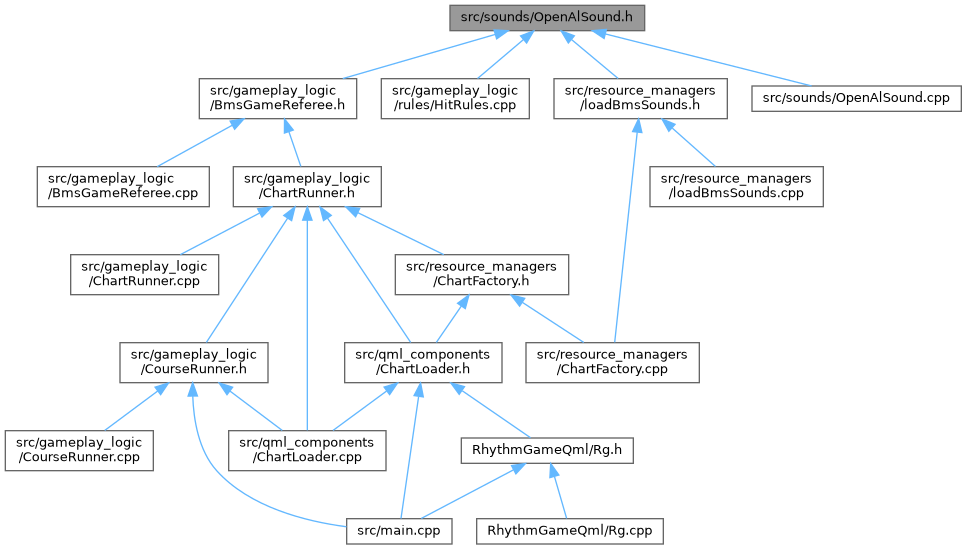 src/sounds/OpenAlSound.h
src/gameplay_logic
/BmsGameReferee.h
src/gameplay_logic
/rules/HitRules.cpp
src/resource_managers
/loadBmsSounds.h
src/sounds/OpenAlSound.cpp
src/gameplay_logic
/BmsGameReferee.cpp
src/gameplay_logic
/ChartRunner.h
src/resource_managers
/loadBmsSounds.cpp
src/gameplay_logic
/ChartRunner.cpp
src/resource_managers
/ChartFactory.h
src/gameplay_logic
/CourseRunner.h
src/qml_components
/ChartLoader.h
src/resource_managers
/ChartFactory.cpp
src/gameplay_logic
/CourseRunner.cpp
src/qml_components
/ChartLoader.cpp
RhythmGameQml/Rg.h
src/main.cpp
RhythmGameQml/Rg.cpp